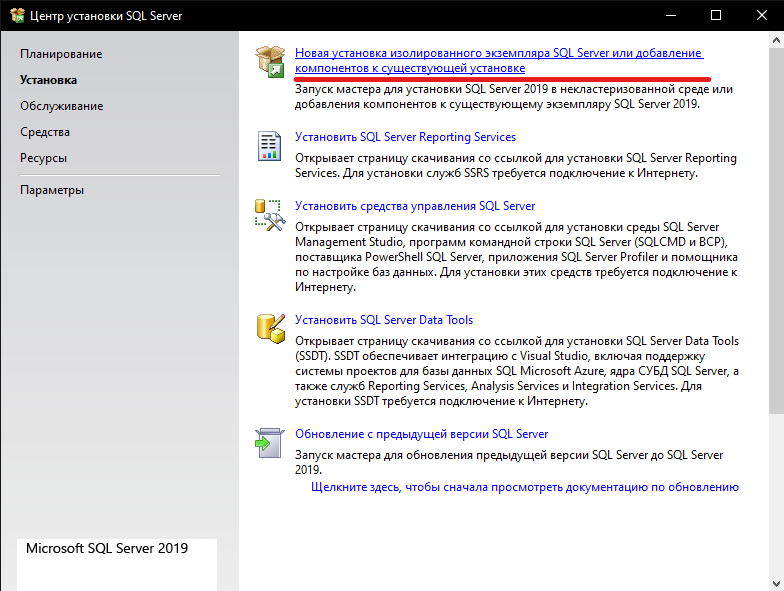 Центр установки SQL Server
Планирование
Установка
Обслуживание
Средства
Ресурсы
Параметры
Microsoft SQL Server 2019
Новая установка изолированного экземпляра SQL Server или добавление
компонентов к существующей установке
Запуск мастера для установки SQL Server 2019 в некластеризованной среде или
добавления компонентов к существующему экземпляру SQL Server 2019.
Установить SQL Server Reporting Services
Открывает страницу скачивания со ссылкой для установки SQL Server Reporting
Services. Для установки служб SSRS требуется подключение к Интернету.
Установить средства управления SQL Server
Открывает страницу скачивания со ссылкой для установки среды SQL Server
Management Studio, программ командной строки SQL Server (SQLCMD и BCP),
поставщика PowerShell SQL Server, приложения SQL Server Profiler и помощника
по настройке баз данных. Для установки этих средств требуется подключение к
Интернету.
Установить SQL Server Data Tools
Открывает страницу скачивания со ссылкой для установки SQL Server Data Tools
(SSDT). SSDT обеспечивает интеграцию с Visual Studio, включая поддержку
системы проектов для базы данных SQL Microsoft Azure, ядра СУБД SQL Server, а
также служб Reporting Services, Analysis Services и Integration Services. Для
установки SSDT требуется подключение к Интернету.
Обновление с предыдущей версии SQL Server
Запуск мастера для обновления предыдущей версии SQL Server до SQL Server
2019.
Щелкните здесь, чтобы сначала просмотреть документацию по обновлению